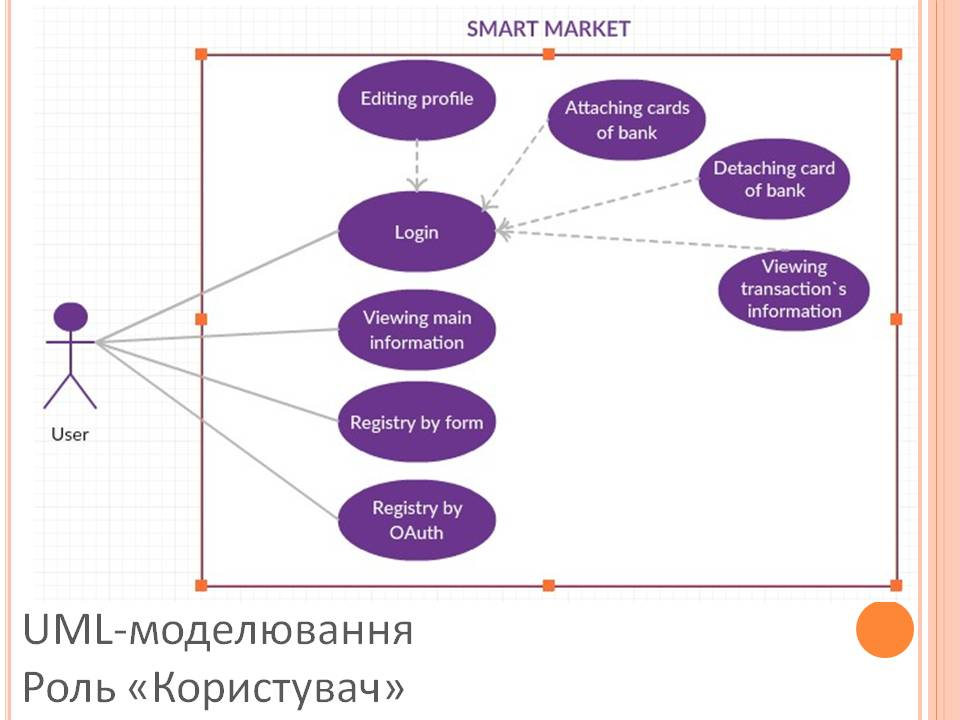 SMART MARKET
Editing profile
Attaching cards
of bank
Detaching card
of bank
Login
Viewing
transaction`s
information
Viewing main
information
Registry by form
User
Registry by
OAuth
UML-моделювання
Роль «Користувач»